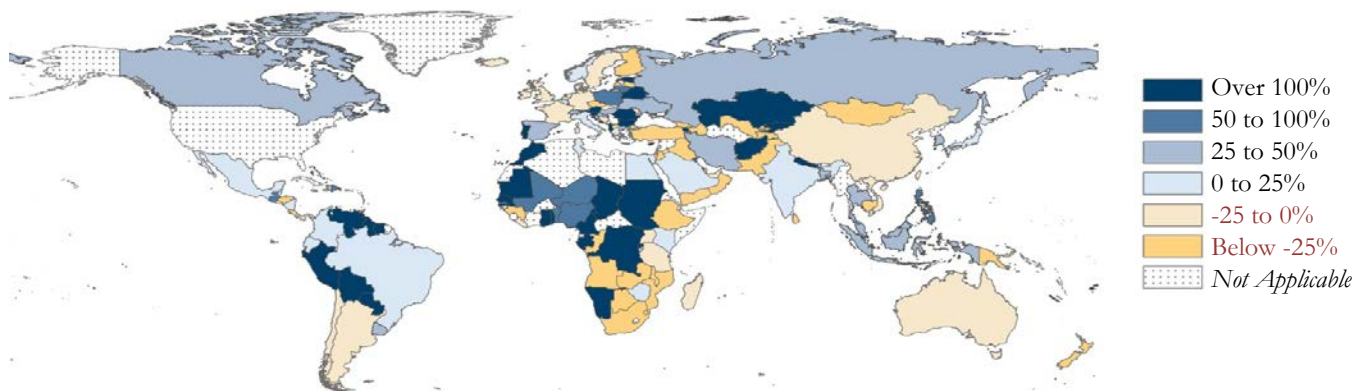 Over 100%
50 to 100%
25 to 50%
0 to 25%
-25 to 0%
Below -25%
Not Applicable